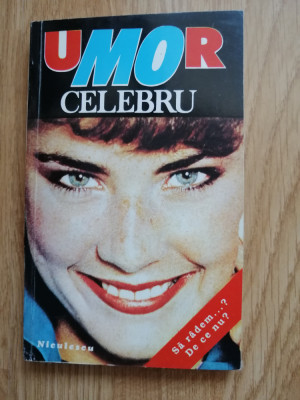 UMOR
CELEBRU
Să râdem...?
De ce nu?
Niculescu